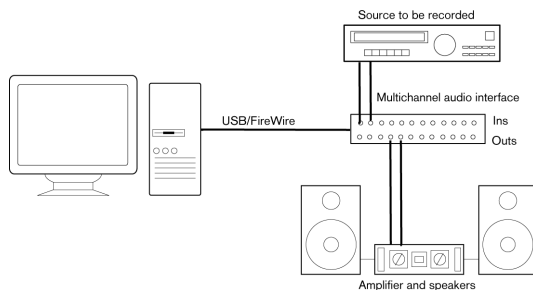 Source to be recorded
Multichannel audio interface
USB/FireWire
Ins
Outs
Amplifier and speakers